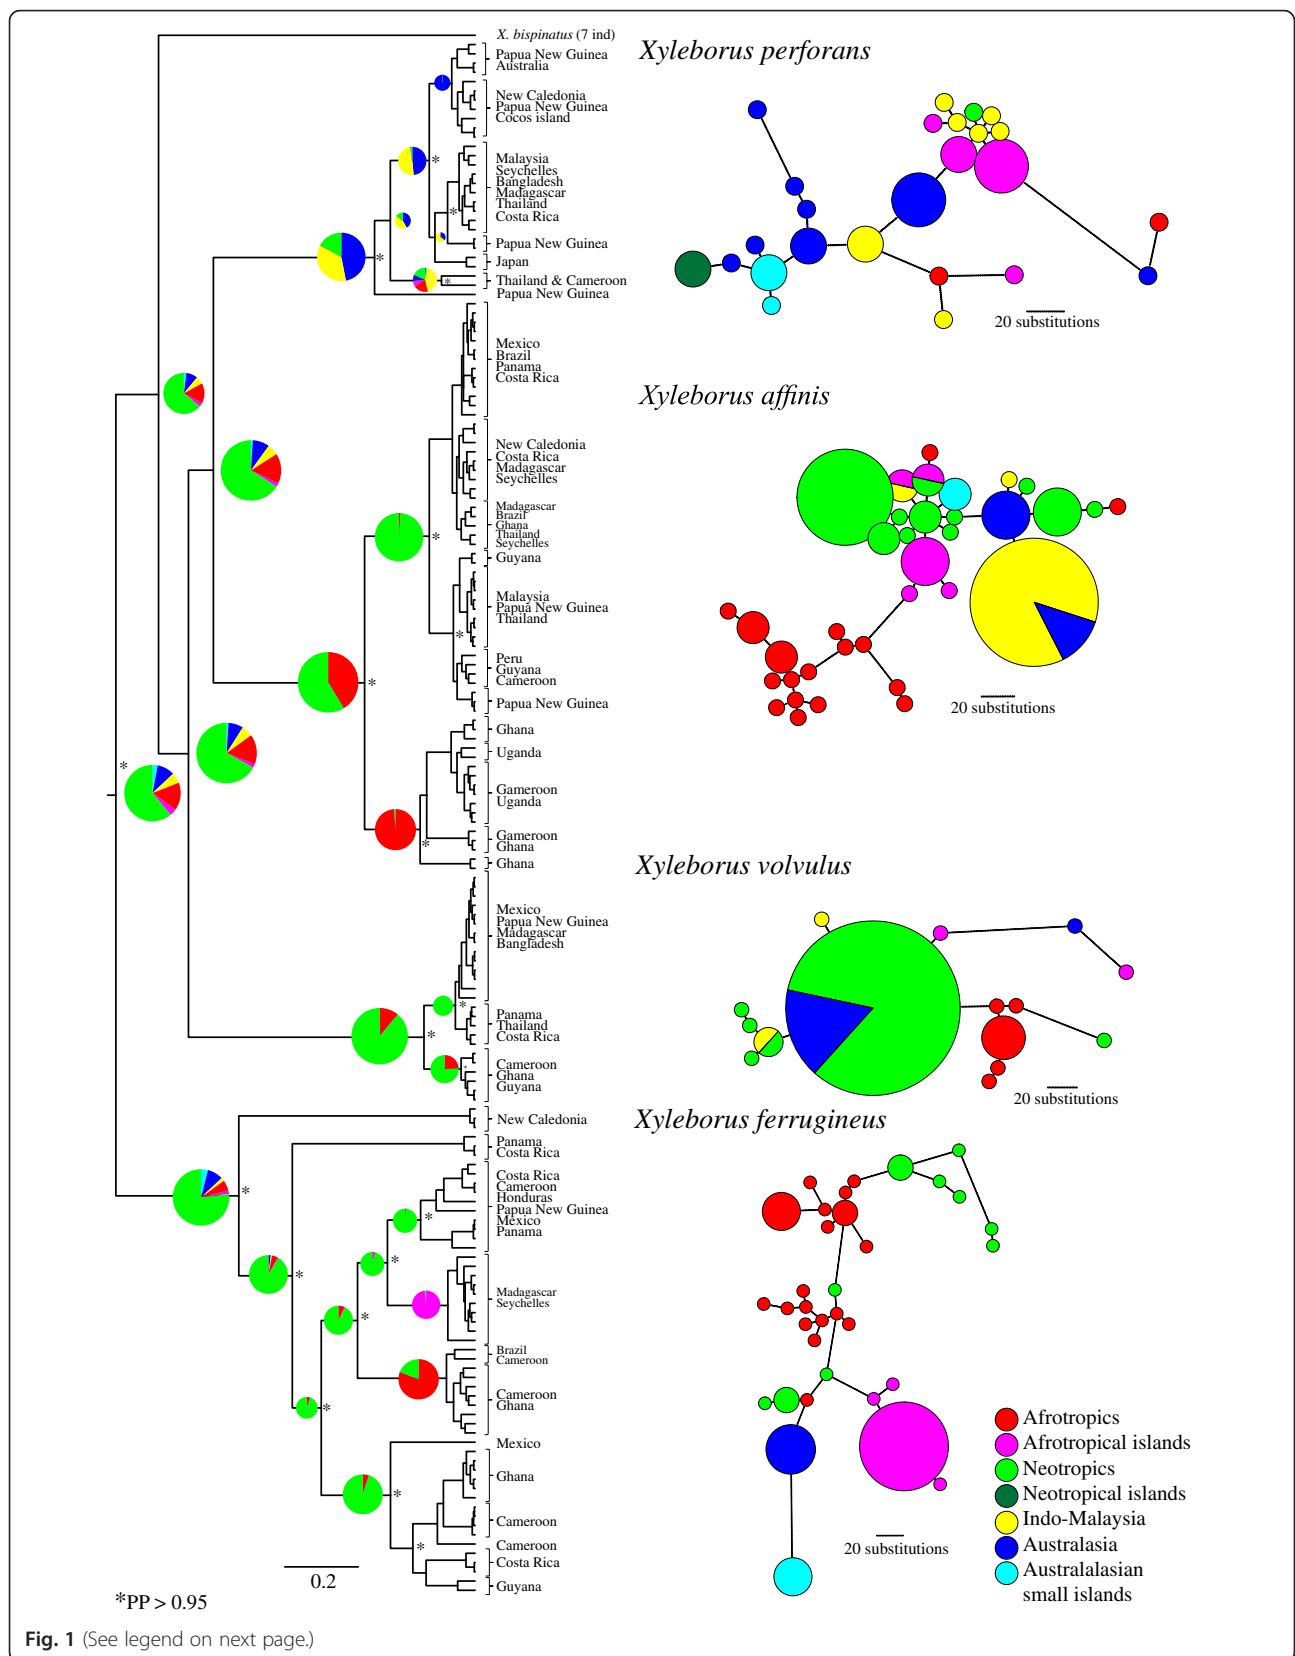 X. bispinatus (7 ind)
Papua New Guinea
Australia
New Caledonia
Papua New Guinea
Cocos island
Malaysia
Seychelles
Bangladesh
Madagascar
Thailand
Costa Rica
Papua New Guinea
Japan
Thailand & Cameroon
Papua New Guinea
Mexico
Brazil
Panama
Costa Rica
New Caledonia
Costa Rica
Madagascar
Seychelles
Madagascar
Brazil
Ghana
Thailand
Seychelles
Guyana
Malaysia
Papua New Guinea
Thailand
Peru
Guyana
Cameroon
Papua New Guinea
Ghana
Uganda
Gameroon
Uganda
Gameroon
Ghana
Ghana
Mexico
Papua New Guinea
Madagascar
Bangladesh
Panama
Thailand
Costa Rica
Cameroon
Ghana
Guyana
New Caledonia
Panama
Costa Rica
Costa Rica
Cameroon
Honduras
Papua New Guinea
Mexico
Panama
Madagascar
Seychelles
Brazil
Cameroon
Cameroon
Ghana
Mexico
Ghana
Cameroon
Cameroon
Costa Rica
Guyana
0.2
*PP > 0.95
Xyleborus perforans
20 substitutions
Xyleborus affinis
20 substitutions
Xyleborus volvulus
20 substitutions
Xyleborus ferrugineus
20 substitutions
Afrotropics
Afrotropical islands
Neotropics
Neotropical islands
Indo-Malaysia
Australasia
Australalasian
small islands
Fig. 1 (See legend on next page.)